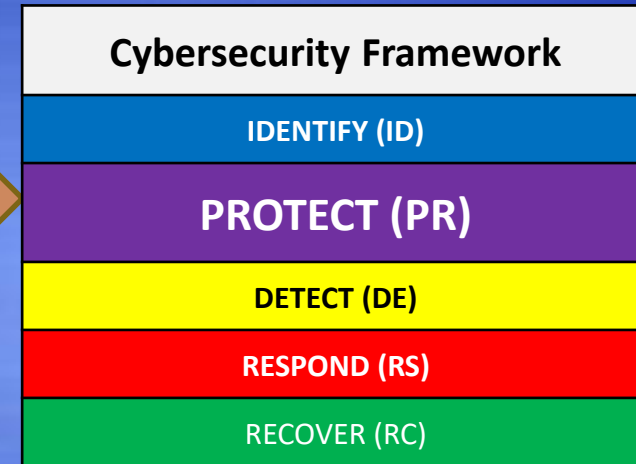 Cybersecurity Framework
IDENTIFY (ID)
PROTECT (PR)
DETECT (DE)
RESPOND (RS)
RECOVER (RC)